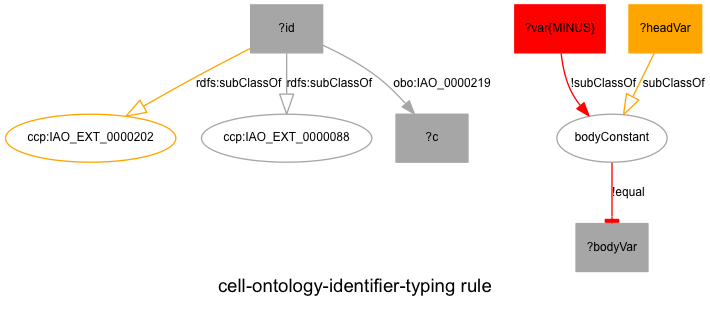 ?id
?var{MINUS}
?headVar
rdfs:subClassOf
rdfs:subClassOf
obo:IAO_0000219
!subClassOf
subClassOf
ccp:IAO_EXT_0000202
ccp:IAO_EXT_0000088
?c
bodyConstant
!equal
?bodyVar
cell-ontology-identifier-typing rule